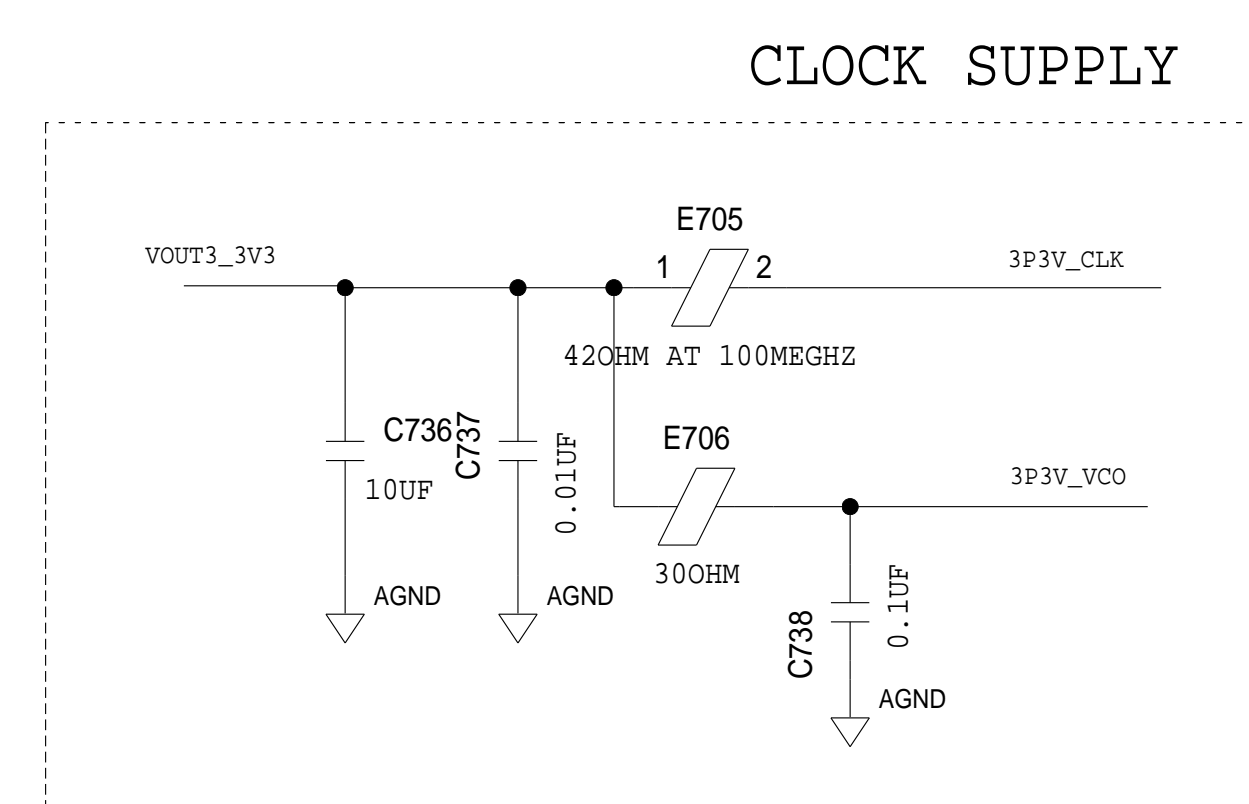 CLOCK SUPPLY
E705
VOUT3_3V3
1
2
3P3V_CLK
42OHM AT 100MEGHZ
C736
C737
E706
10UF
0.01UF
3P3V_VCO
30OHM
AGND
AGND
C738
0.1UF
AGND